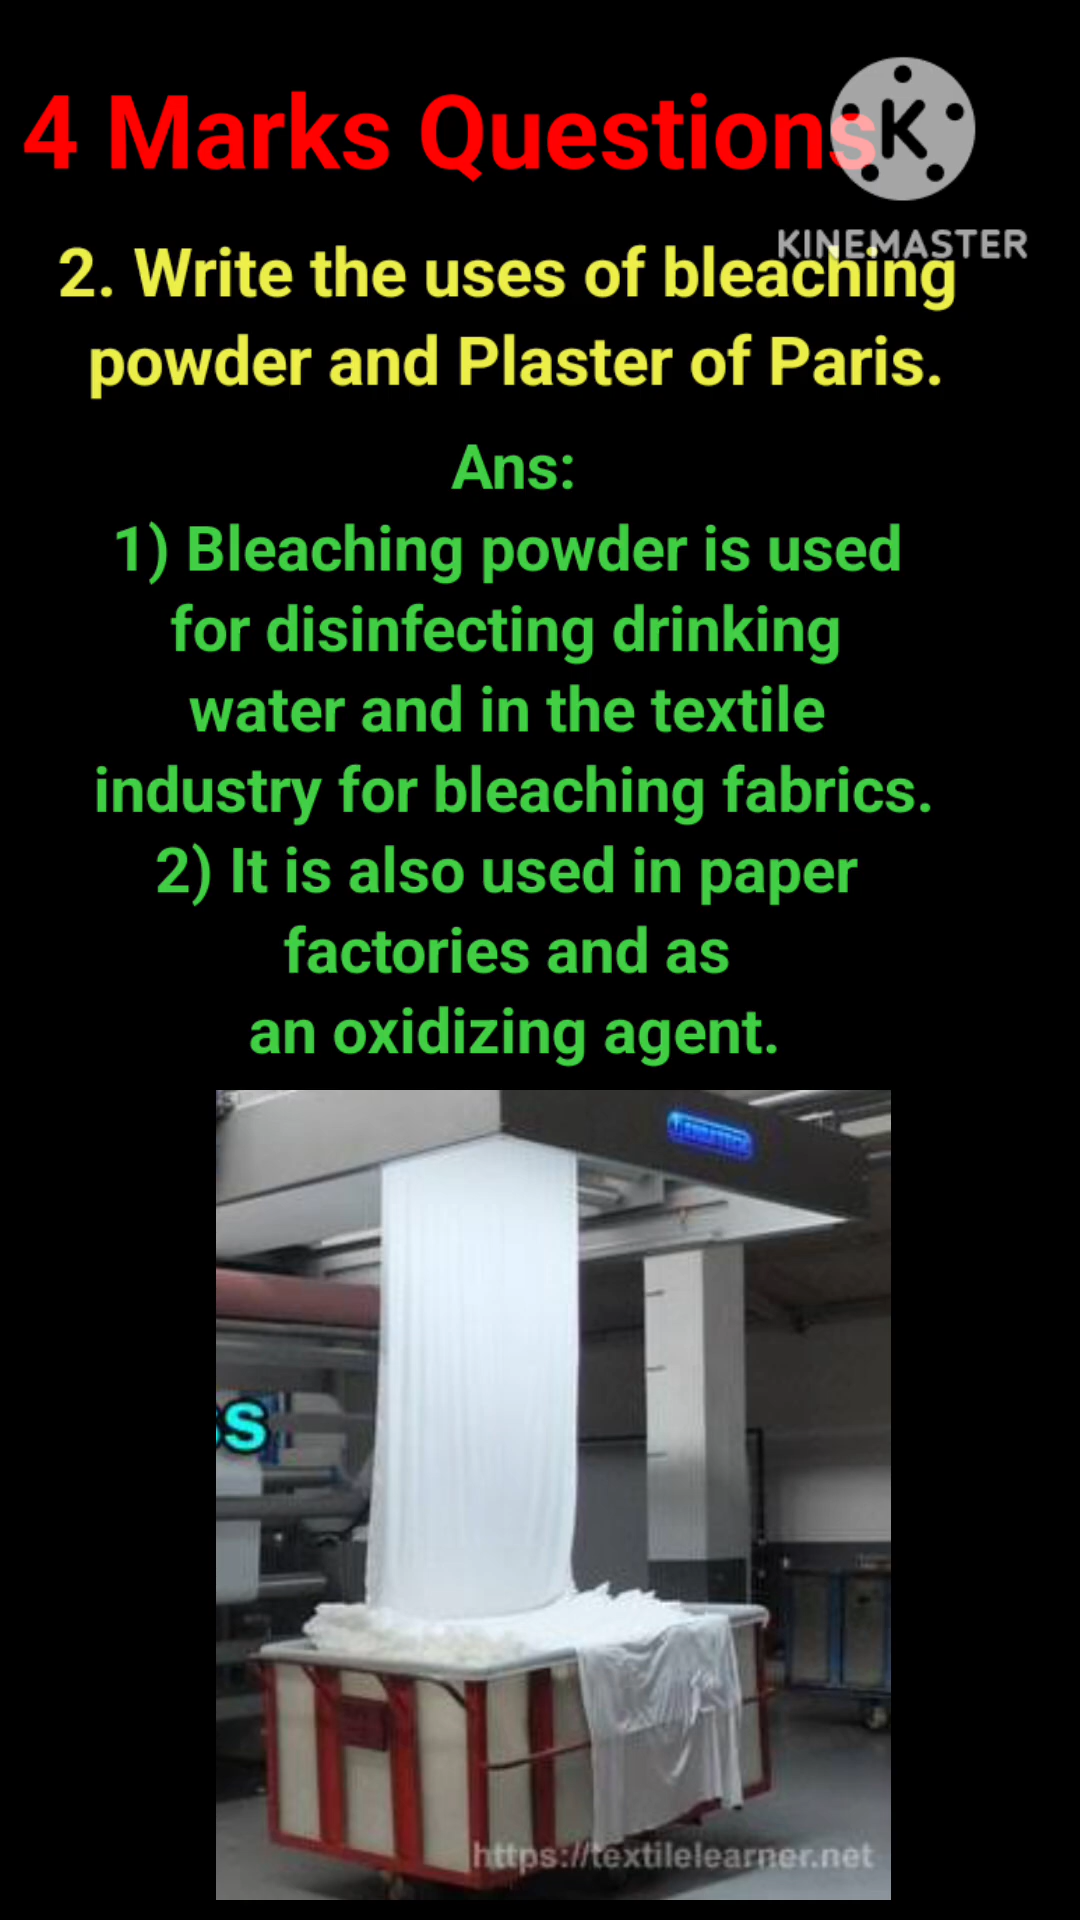 4 Marks Questions
K
KINEMASTER
2. Write the uses of bleaching
powder and Plaster of Paris.
Ans:
1) Bleaching powder is used
for disinfecting drinking
water and in the textile
industry for bleaching fabrics.
2) It is also used in paper
factories and as
an oxidizing agent.
s
https://textilelearner.net